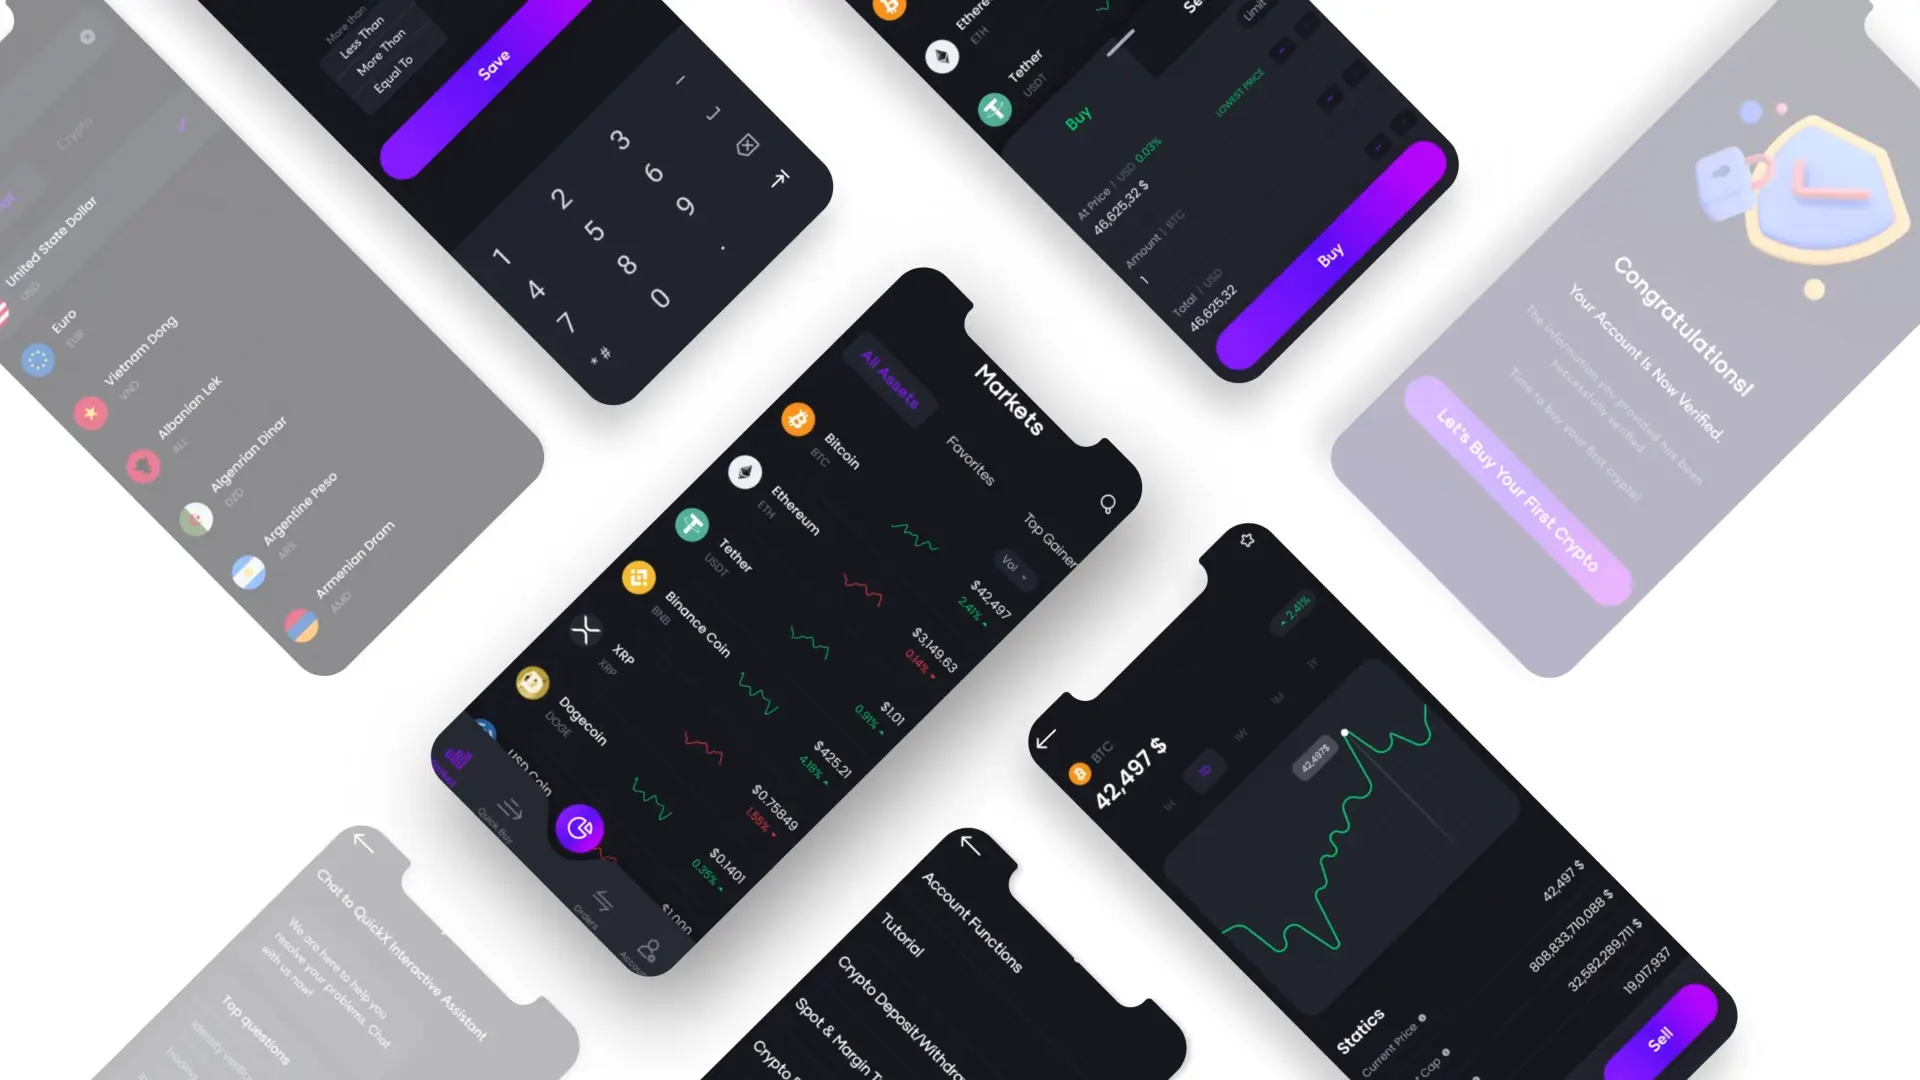 Crypto
United State Dollar
USD
Euro
EUR
Vietnam Dong
VND
Albanian Lek
ALL
Algenrian Dinar
DZD
Argentine Peso
ARS
Armenian Dram
AMD
More than
Less Than
More Than
Equal To
Save
1
2
3
4
5
6
7
8
9
.
* #
0
Ethere
ETH
Tether
USDT
Limit
Buy
LOWEST PRICE
At Price | USD 0.03%
46,625,32 $
Amount | BTC
1
Total | USD
46,625,32
Buy
Congratulations!
Your Account Is Now Verified.
The information you provided has been
successfully verified.
Time to buy your first crypto!
Let's Buy Your First Crypto
Markets
All Assets
Favorites
Top Gainer
Vol
Bitcoin
BTC
$42,497
2.41%
Ethereum
ETH
$3,149.63
0.14%
Tether
USDT
$1.01
0.91%
Binance Coin
BNB
$425.21
4.18%
XRP
XRP
$0.75849
1.55%
Dogecoin
DOGE
$0.1401
0.35%
USD Coin
$1.000
Quick Buy
Orders
BTC
42,497 $
2.41%
1H
1D
1W
1M
1Y
42,497$
Statics
Current Price
42,497 $
t Cap
808,833,710,088 $
32,582,289,711 $
19,017,937
Sell
Chat to QuickX Interactive Assistant
We are here to help you
resolve your problems. Chat
with us now!
Top questions
Account Functions
Tutorial
Crypto Deposit/Withdra
Spot & Margin T
Crypto